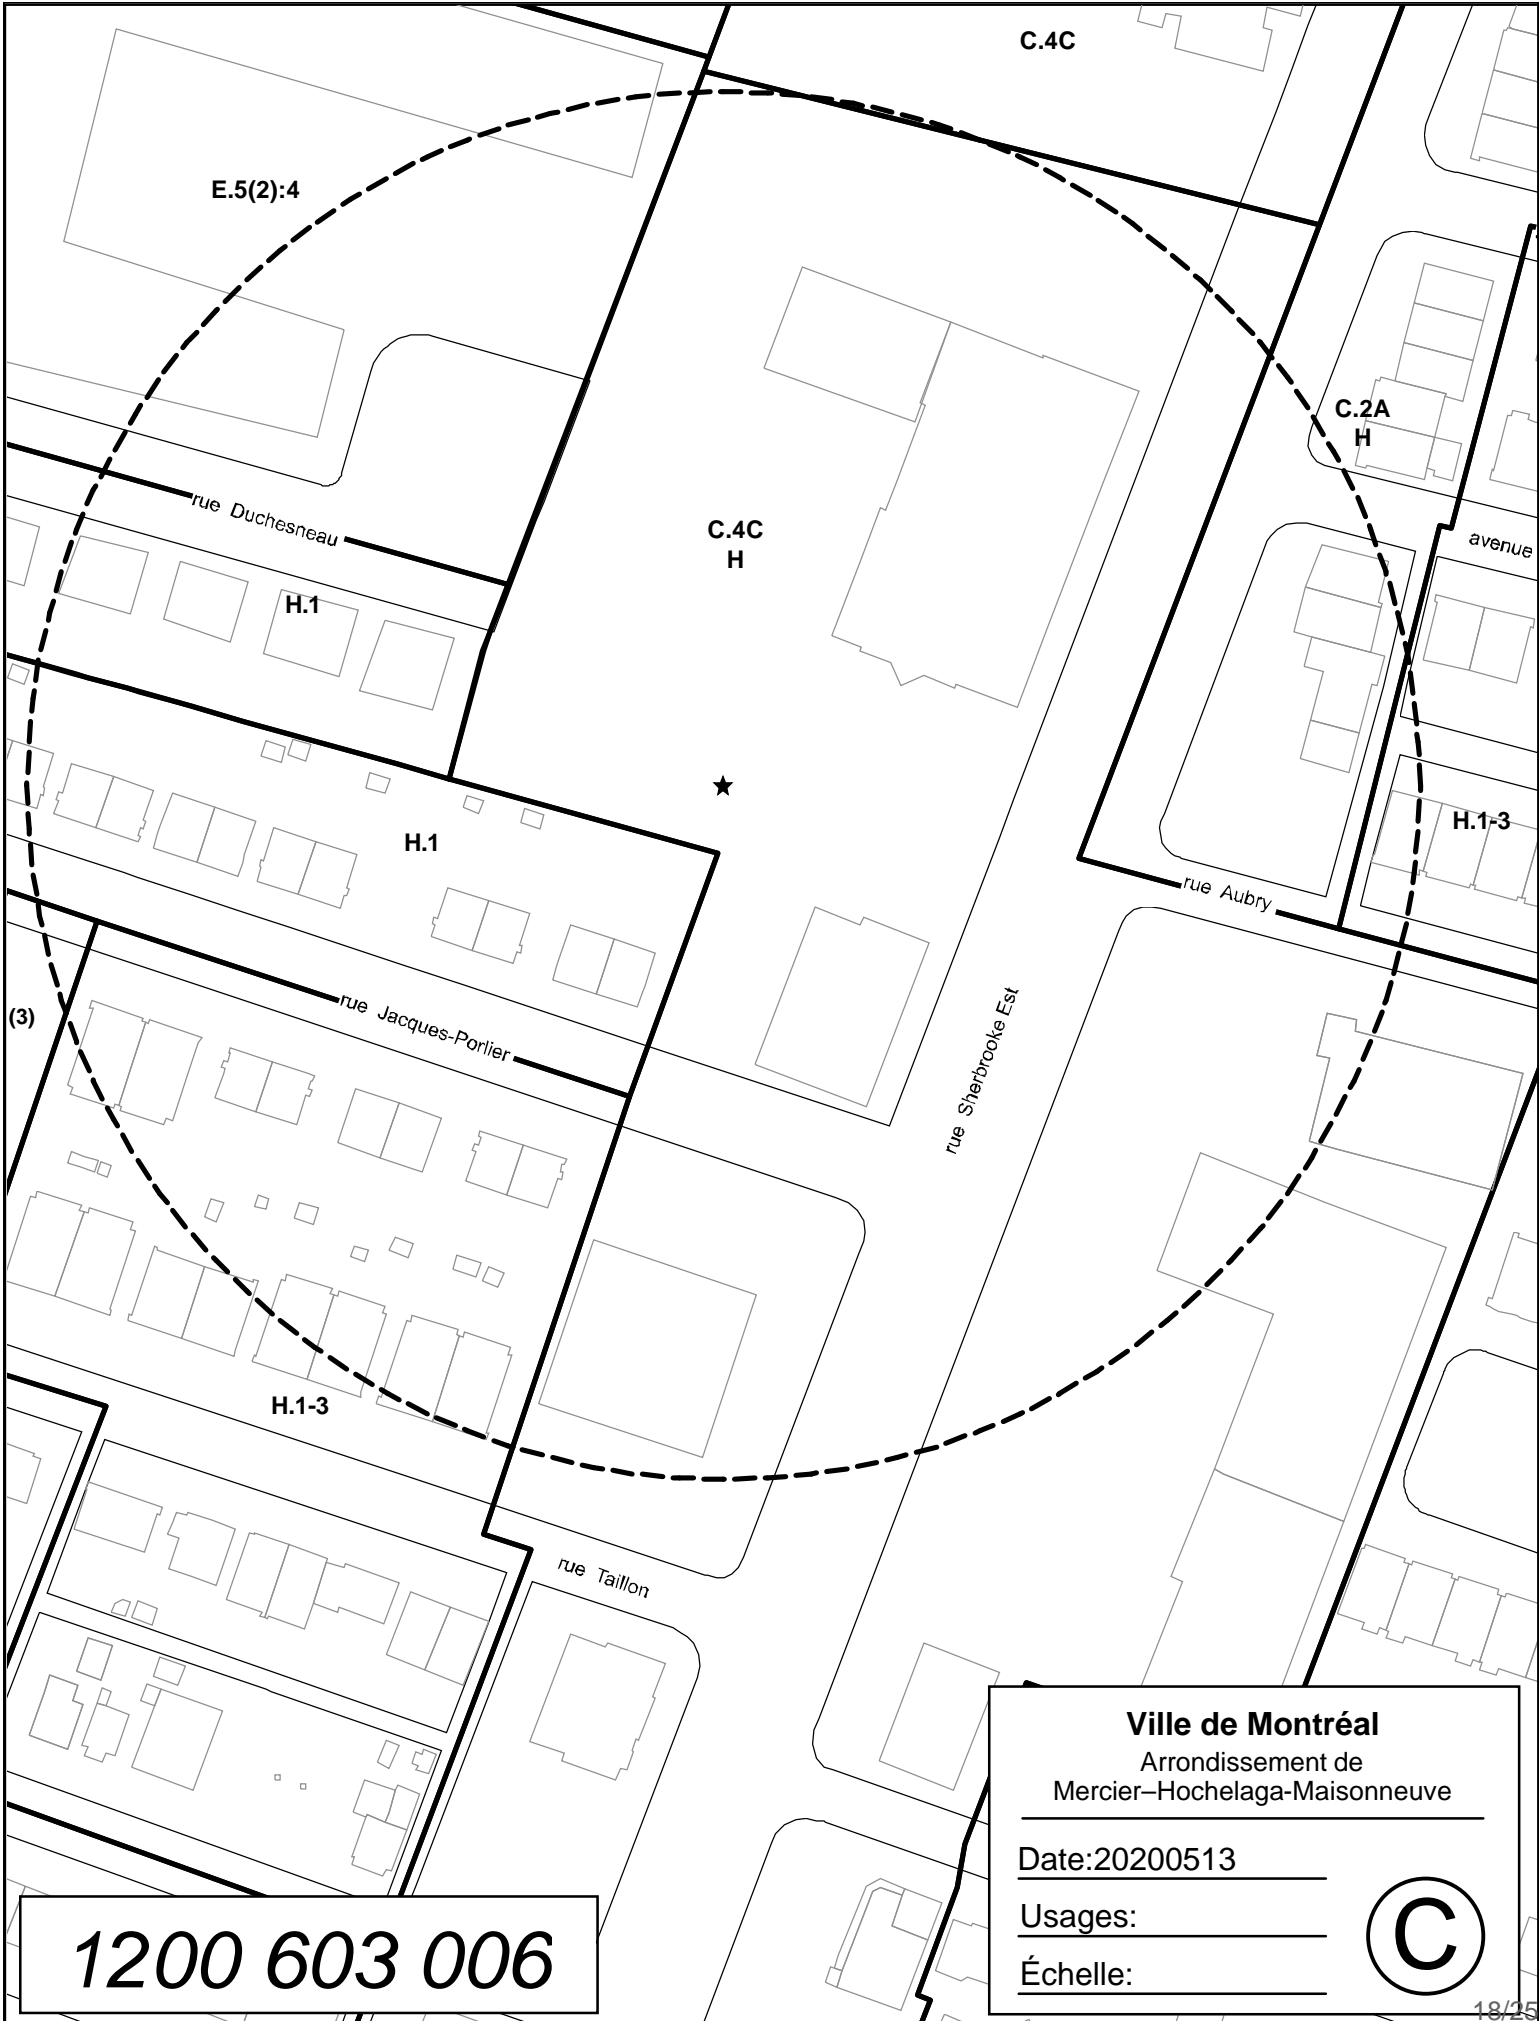 C.4C
E.5(2):4
C.2A
H
rue Duchesneau
C.4C
H
avenue
H.1
H.1
H.1-3
rue Aubry
(3)
rue Jacques-Porlier
rue Sherbrooke Est
H.1-3
rue Taillon
Ville de Montréal
Arrondissement de
Mercier–Hochelaga-Maisonneuve
Date:20200513
Usages:
Échelle:
C
1200 603 006
18/25